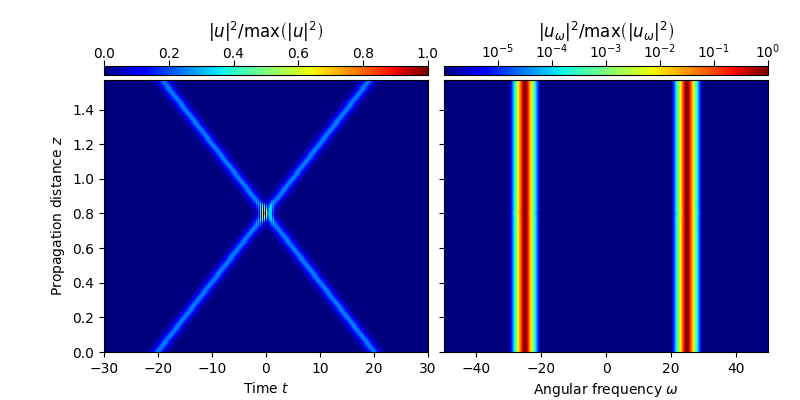 |u|²/max(|u|²)
0.0 0.2 0.4 0.6 0.8 1.0
|u_ω|²/max(|u_ω|²)
10⁻⁵ 10⁻⁴ 10⁻³ 10⁻² 10⁻¹ 10⁰
Propagation distance z
1.4
1.2
1.0
0.8
0.6
0.4
0.2
0.0
−30 −20 −10 0 10 20 30
Time t
−40 −20 0 20 40
Angular frequency ω